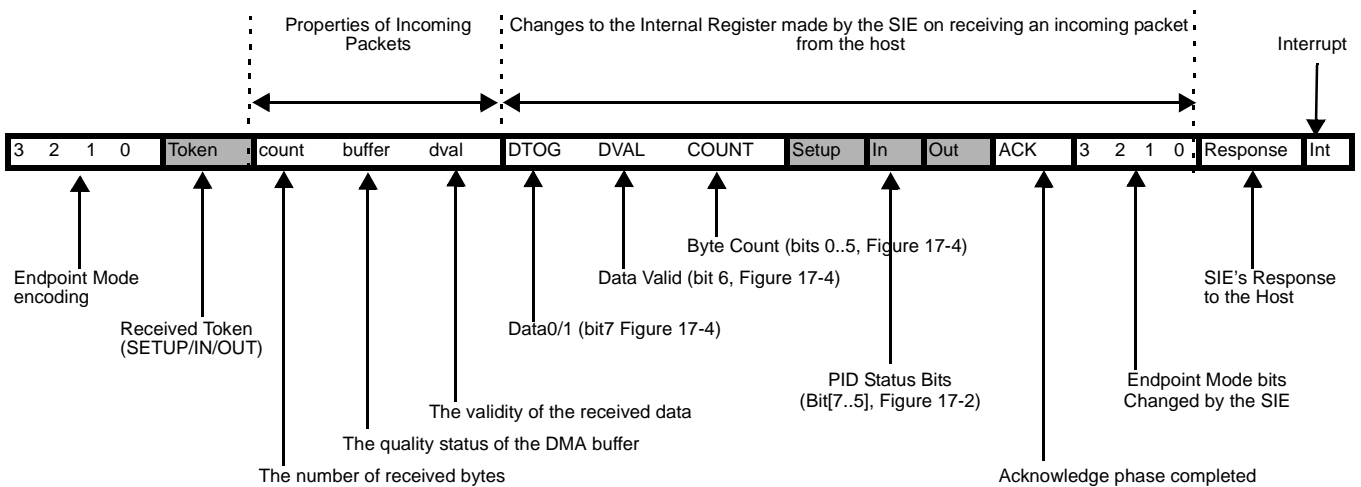 Properties of Incoming
Packets
Changes to the Internal Register made by the SIE on receiving an incoming packet
from the host
Interrupt
3 2 1 0 Token count buffer dval DTOG DVAL COUNT Setup In Out ACK 3 2 1 0 Response Int
Byte Count (bits 0..5, Figure 17-4)
Endpoint Mode
encoding
Data Valid (bit 6, Figure 17-4)
SIE's Response
to the Host
Received Token
(SETUP/IN/OUT)
Data0/1 (bit7 Figure 17-4)
PID Status Bits
(Bit[7..5], Figure 17-2)
Endpoint Mode bits
Changed by the SIE
The validity of the received data
The quality status of the DMA buffer
The number of received bytes
Acknowledge phase completed